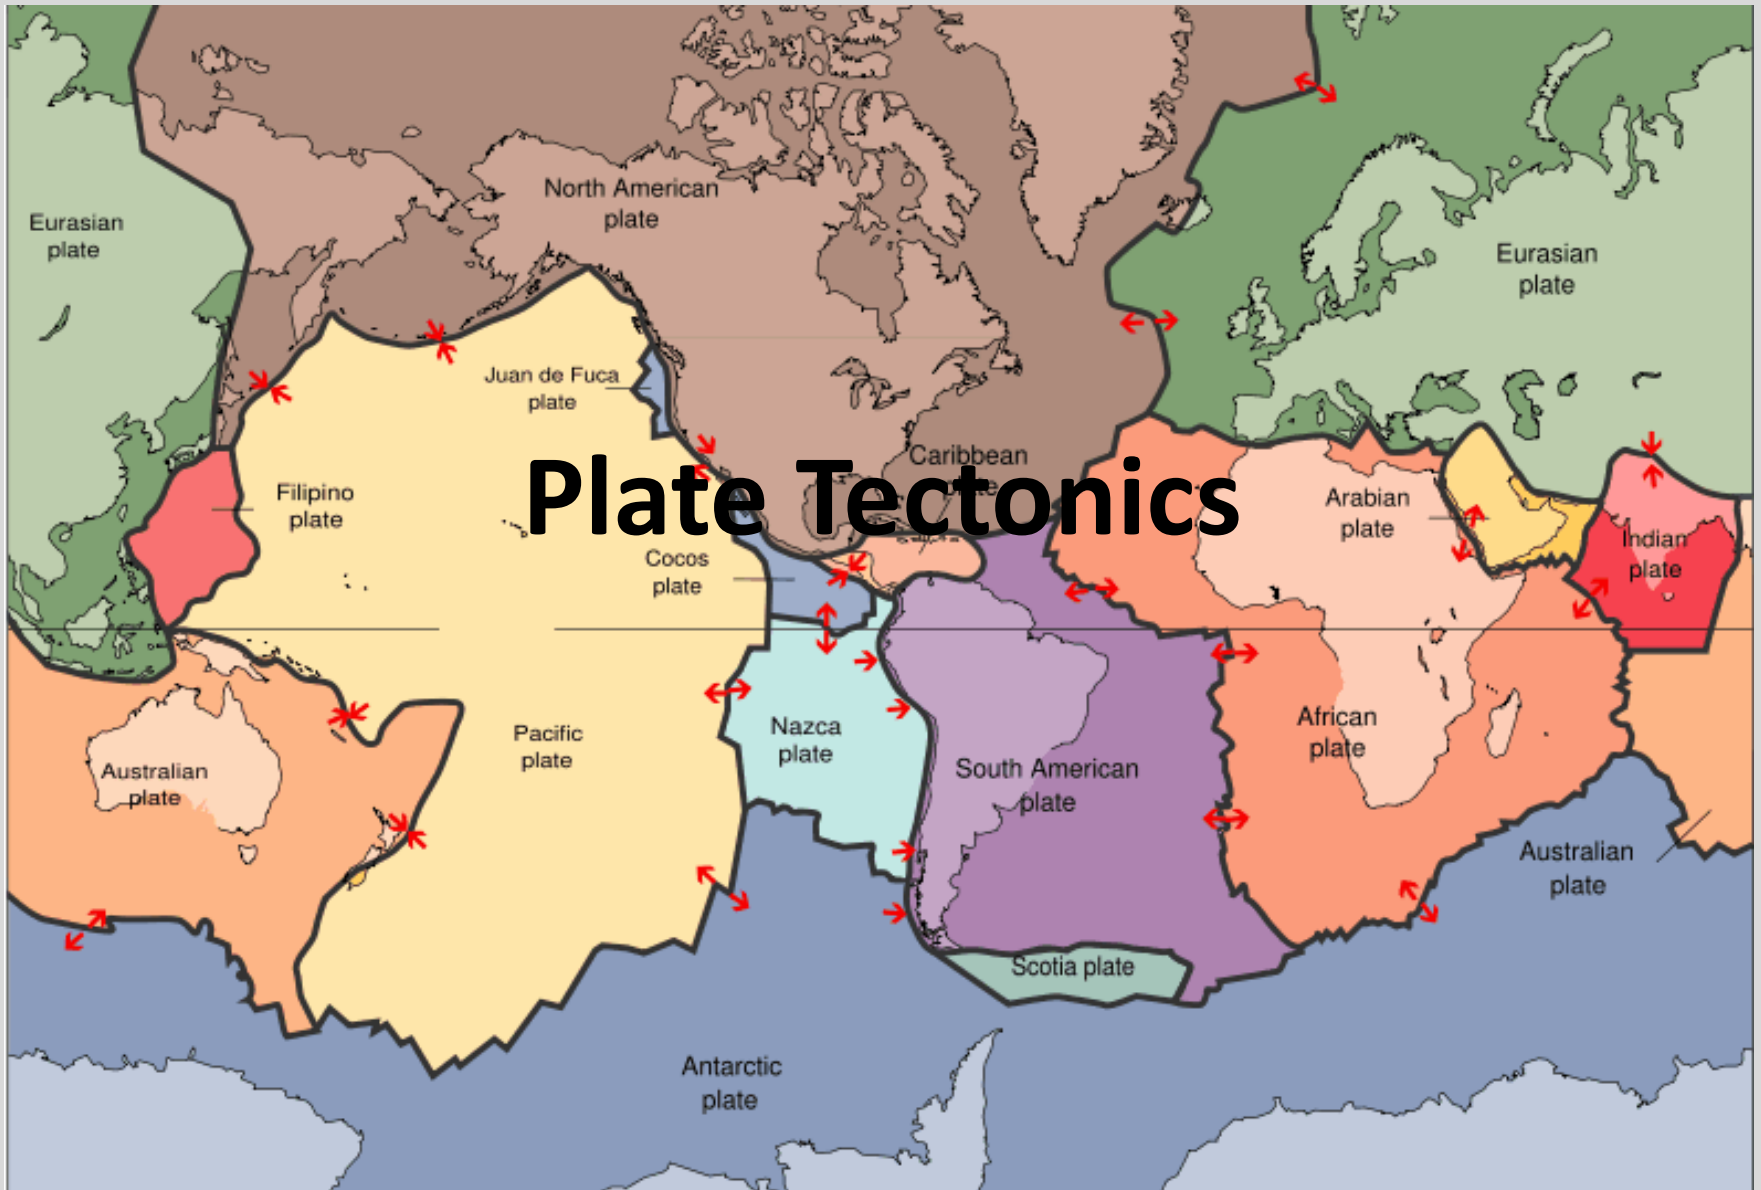 North American
plate
Eurasian
plate
Eurasian
plate
Juan de Fuca
plate
Caribbean
plate
Plate Tectonics
Filipino
plate
Arabian
plate
Indian
plate
Cocos
plate
Pacific
plate
Nazca
plate
African
plate
Australian
plate
South American
plate
Australian
plate
Scotia plate
Antarctic
plate